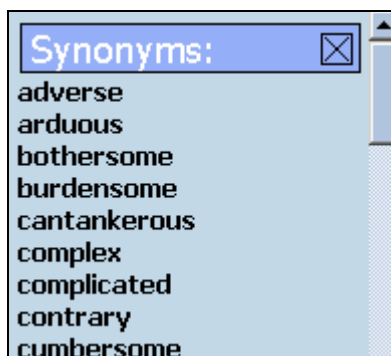 Synonyms:
adverse
arduous
bothersome
burdensome
cantankerous
complex
complicated
contrary
cumbersome